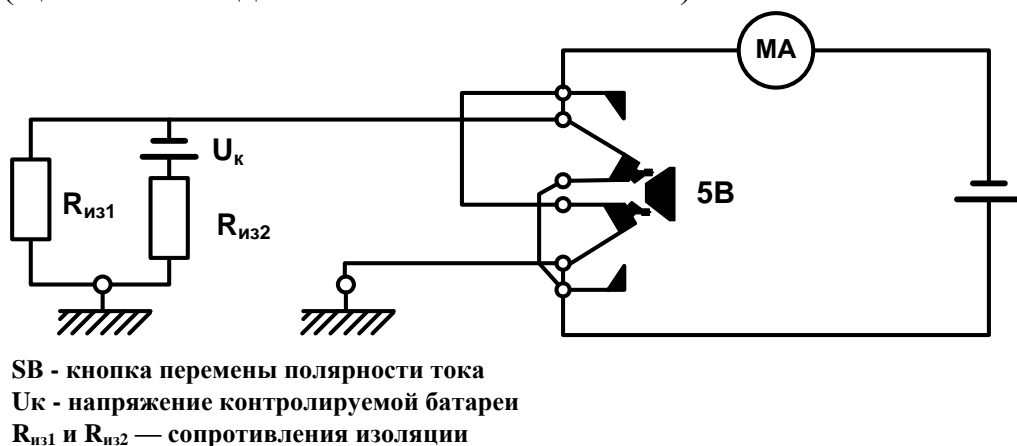 МА
Uк
Rиз1
Rиз2
5В
SB - кнопка перемены полярности тока
Uк - напряжение контролируемой батареи
Rиз1 и Rиз2 — сопротивления изоляции